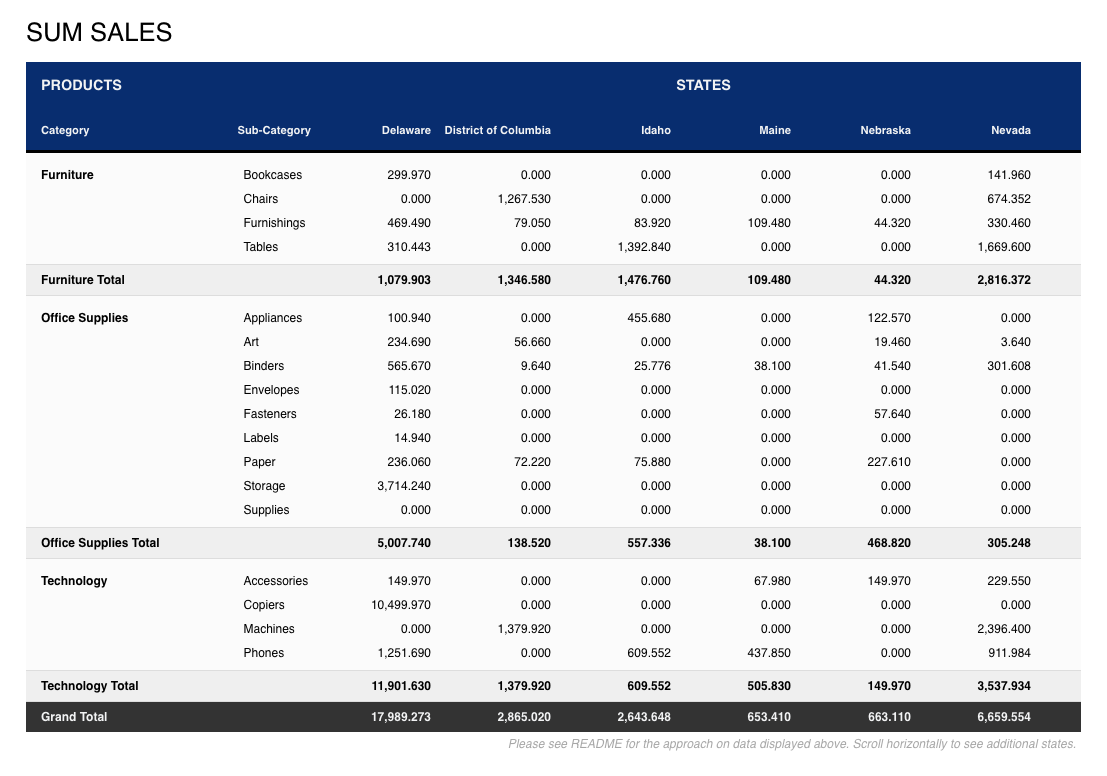 SUM SALES
PRODUCTS STATES
Category Sub-Category Delaware District of Columbia Idaho Maine Nebraska Nevada
Furniture Bookcases 299.970 0.000 0.000 0.000 0.000 141.960
Chairs 0.000 1,267.530 0.000 0.000 0.000 674.352
Furnishings 469.490 79.050 83.920 109.480 44.320 330.460
Tables 310.443 0.000 1,392.840 0.000 0.000 1,669.600
Furniture Total 1,079.903 1,346.580 1,476.760 109.480 44.320 2,816.372
Office Supplies Appliances 100.940 0.000 455.680 0.000 122.570 0.000
Art 234.690 56.660 0.000 0.000 19.460 3.640
Binders 565.670 9.640 25.776 38.100 41.540 301.608
Envelopes 115.020 0.000 0.000 0.000 0.000 0.000
Fasteners 26.180 0.000 0.000 0.000 57.640 0.000
Labels 14.940 0.000 0.000 0.000 0.000 0.000
Paper 236.060 72.220 75.880 0.000 227.610 0.000
Storage 3,714.240 0.000 0.000 0.000 0.000 0.000
Supplies 0.000 0.000 0.000 0.000 0.000 0.000
Office Supplies Total 5,007.740 138.520 557.336 38.100 468.820 305.248
Technology Accessories 149.970 0.000 0.000 67.980 149.970 229.550
Copiers 10,499.970 0.000 0.000 0.000 0.000 0.000
Machines 0.000 1,379.920 0.000 0.000 0.000 2,396.400
Phones 1,251.690 0.000 609.552 437.850 0.000 911.984
Technology Total 11,901.630 1,379.920 609.552 505.830 149.970 3,537.934
Grand Total 17,989.273 2,865.020 2,643.648 653.410 663.110 6,659.554
Please see README for the approach on data displayed above. Scroll horizontally to see additional states.